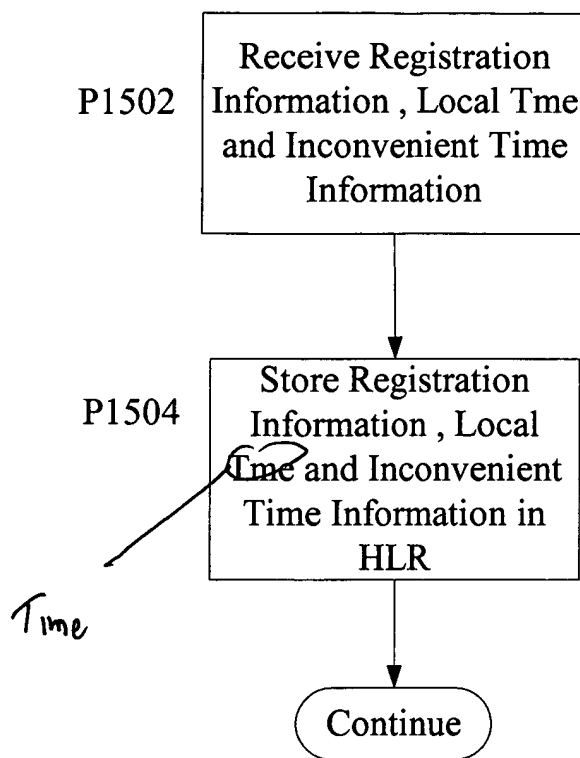 Receive Registration
P1502
Information , Local Tme
and Inconvenient Time
Information
Store Registration
P1504
Information , Local
Tme and Inconvenient
Time Information in
HLR
Time
Continue